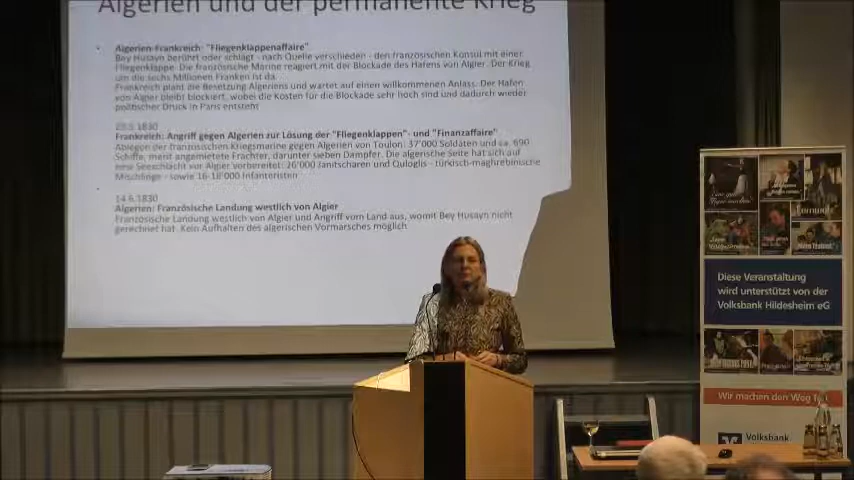 Algerien und der permanente Krieg
Algerien-Frankreich: "Fliegenklappenaffaire"
Bey Husayn berührt oder schlägt - nach Quelle verschieden - den französischen Konsul mit einer
Fliegenklappe. Die französische Marine reagiert mit der Blockade des Hafens von Algier. Der Krieg
um die sechs Millionen Franken ist da.
Frankreich plant die Besetzung Algeriens und wartet auf einen willkommenen Anlass. Der Hafen
von Algier bleibt blockiert, wobei die Kosten für die Blockade sehr hoch sind und dadurch wieder
politischer Druck in Paris entsteht
1830
Frankreich: Angriff gegen Algerien zur Lösung der "Fliegenklappen"- und "Finanzaffaire"
Ablegen der französischen Kriegsmarine gegen Algerien von Toulon: 37'000 Soldaten und ca. 690
Schiffe, meist angemietete Frachter, darunter sieben Dampfer. Die algerische Seite hat sich auf
eine Seeschlacht vor Algier vorbereitet: 26'000 Janitscharen und Quloglis - türkisch-maghrebinische
Mischlinge - sowie 16-18'000 Infanteristen
14.6.1830
Algerien: Französische Landung westlich von Algier
Französische Landung westlich von Algier und Angriff vom Land aus, womit Bey Husayn nicht
gerechnet hat. Kein Aufhalten des algerischen Vormarsches möglich
Diese Veranstaltung
wird unterstützt von der
Volksbank Hildesheim eG
Wir machen den Weg frei.
Volksbank